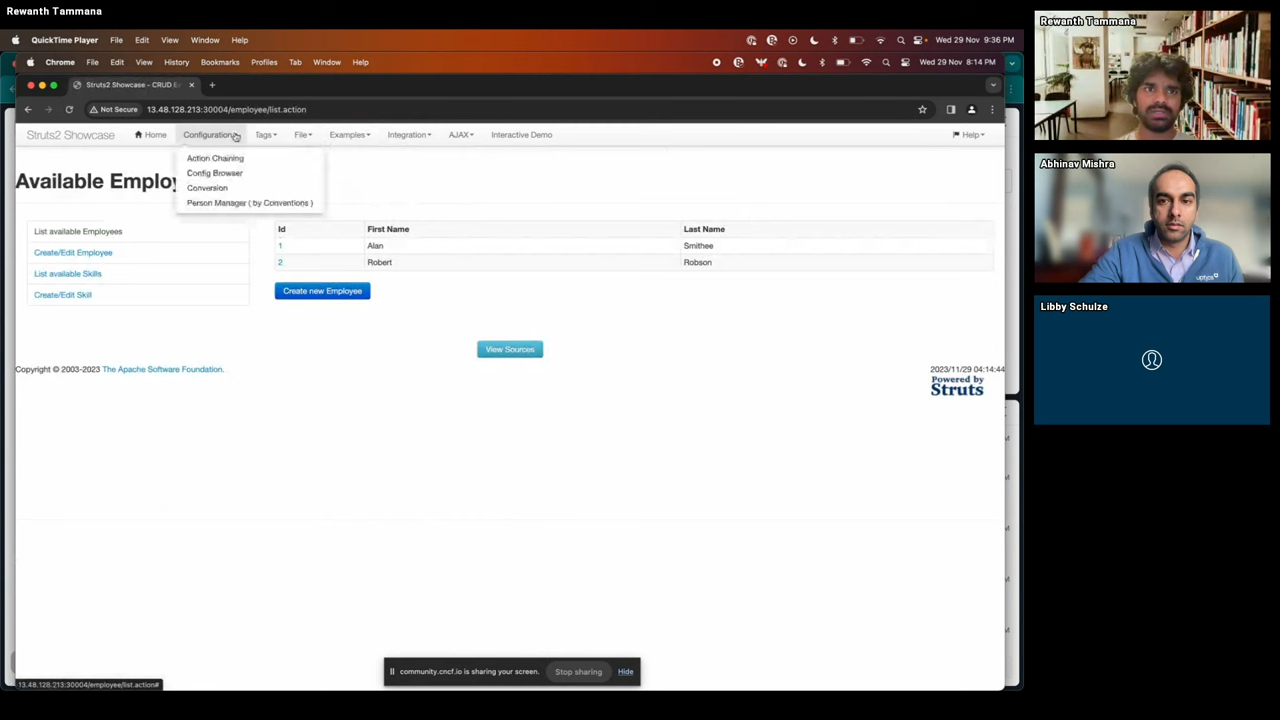 Rewanth Tammana
QuickTime Player File Edit View Window Help
Wed 29 Nov 9:36 PM
Chrome File Edit View History Bookmarks Profiles Tab Window Help
Wed 29 Nov 8:14 PM
Struts2 Showcase - CRUD E
Not Secure 13.48.128.213:30004/employee/list.action
Struts2 Showcase Home Configuration Tags File Examples Integration AJAX Interactive Demo Help
Action Chaining
Config Browser
Conversion
Person Manager ( by Conventions )
Available Emplo
List available Employees
Create/Edit Employee
List available Skills
Create/Edit Skill
Id First Name Last Name
1 Alan Smithee
2 Robert Robson
Create new Employee
View Sources
Copyright © 2003-2023 The Apache Software Foundation.
2023/11/29 04:14:44
Powered by
Struts
community.cncf.io is sharing your screen. Stop sharing Hide
13.48.128.213:30004/employee/list.action#
Rewanth Tammana
Abhinav Mishra
uptycs
Libby Schulze